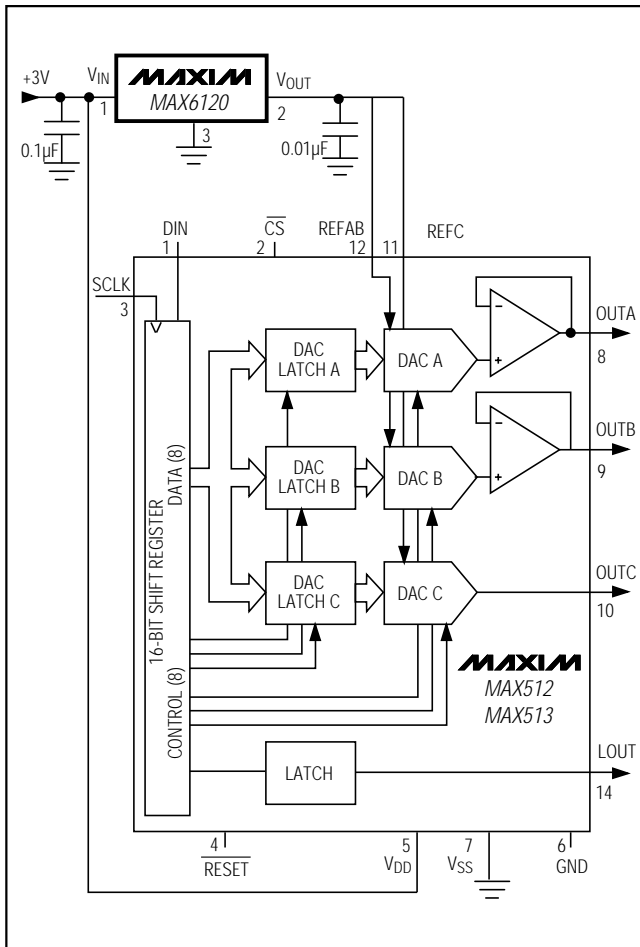 +3V
VIN
1
MAXIM
MAX6120
VOUT
2
3
0.1µF
0.01µF
DIN
1
CS
2
REFAB
12
11
REFC
SCLK
3
16-BIT SHIFT REGISTER
DATA (8)
CONTROL (8)
DAC
LATCH A
DAC A
-
+
OUTA
8
DAC
LATCH B
DAC B
-
+
OUTB
9
DAC
LATCH C
DAC C
OUTC
10
MAXIM
MAX512
MAX513
LATCH
LOUT
14
4
RESET
5
VDD
7
VSS
6
GND